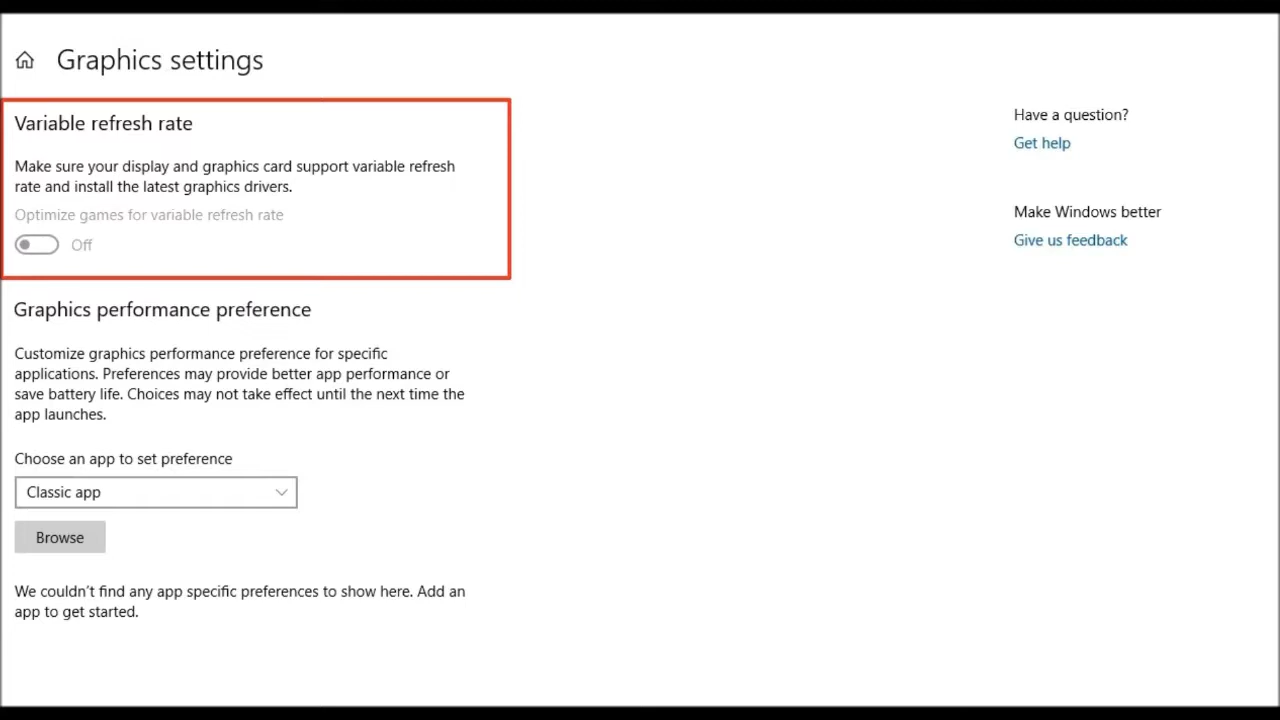 Graphics settings
Variable refresh rate
Make sure your display and graphics card support variable refresh
rate and install the latest graphics drivers.
Optimize games for variable refresh rate
Off
Graphics performance preference
Customize graphics performance preference for specific
applications. Preferences may provide better app performance or
save battery life. Choices may not take effect until the next time the
app launches.
Choose an app to set preference
Classic app
Browse
We couldn't find any app specific preferences to show here. Add an
app to get started.
Have a question?
Get help
Make Windows better
Give us feedback